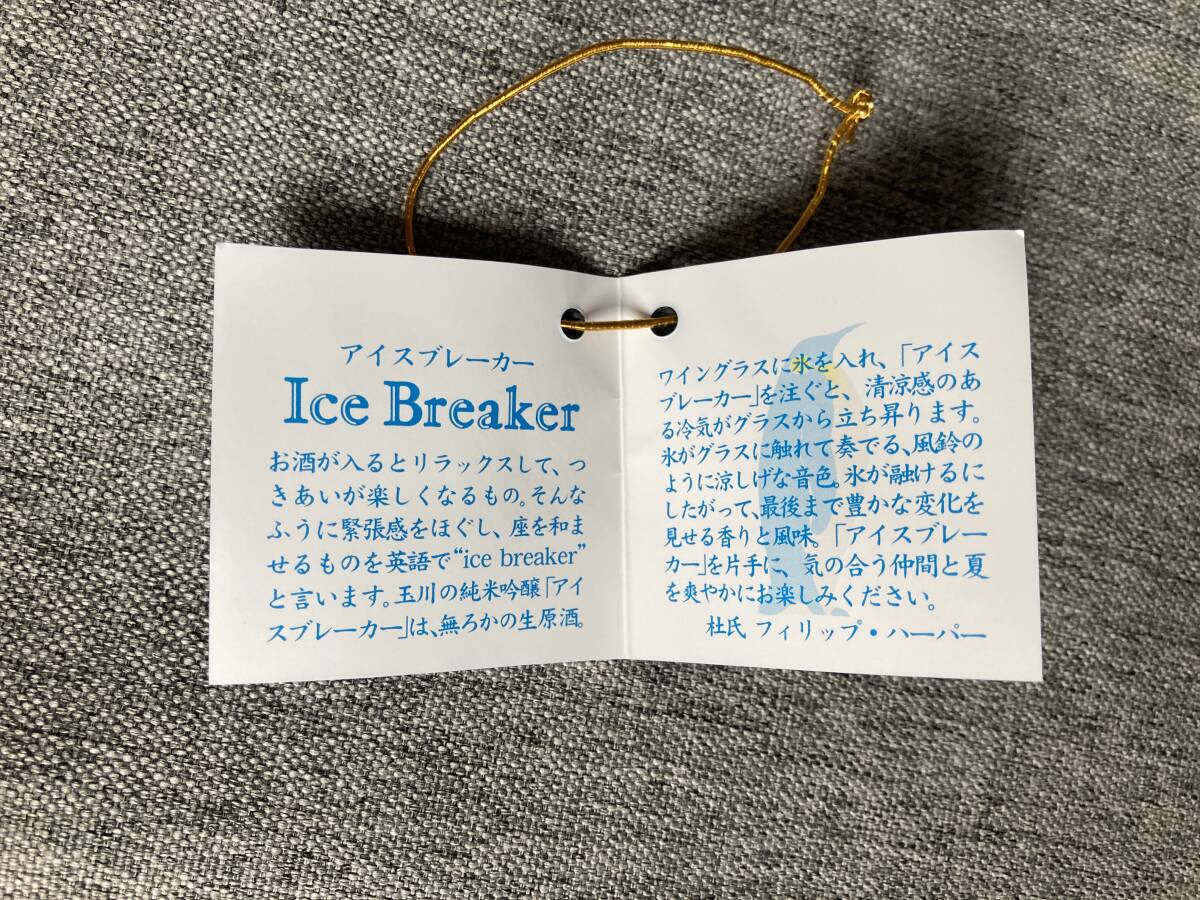 アイスブレーカー
Ice Breaker
お酒が入るとリラックスして、つ
きあいが楽しくなるもの。そんな
ふうに緊張感をほぐし、座を和ま
せるものを英語で“ice breaker”
と言います。玉川の純米吟醸「アイ
スブレーカー」は、無ろかの生原酒。
ワイングラスに氷を入れ、「アイス
ブレーカー」を注ぐと、清涼感のあ
る冷気がグラスから立ち昇ります。
氷がグラスに触れて奏でる、風鈴の
ように涼しげな音色。氷が融けるに
したがって、最後まで豊かな変化を
見せる香りと風味。「アイスブレー
カー」を片手に、気の合う仲間と夏
を爽やかにお楽しみください。
杜氏 フィリップ・ハーパー